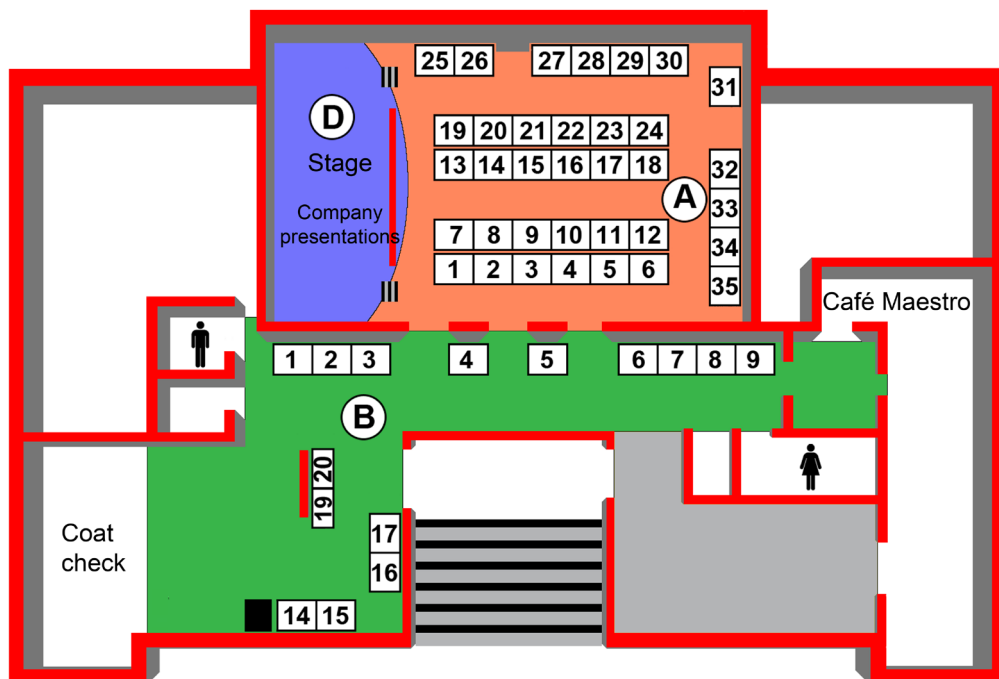 25 26 27 28 29 30
31
D
19 20 21 22 23 24
Stage
13 14 15 16 17 18
32
A
33
Company
presentations
7 8 9 10 11 12
34
1 2 3 4 5 6
35
Café Maestro
1 2 3 4 5 6 7 8 9
B
20
19
17
Coat
check
16
14 15